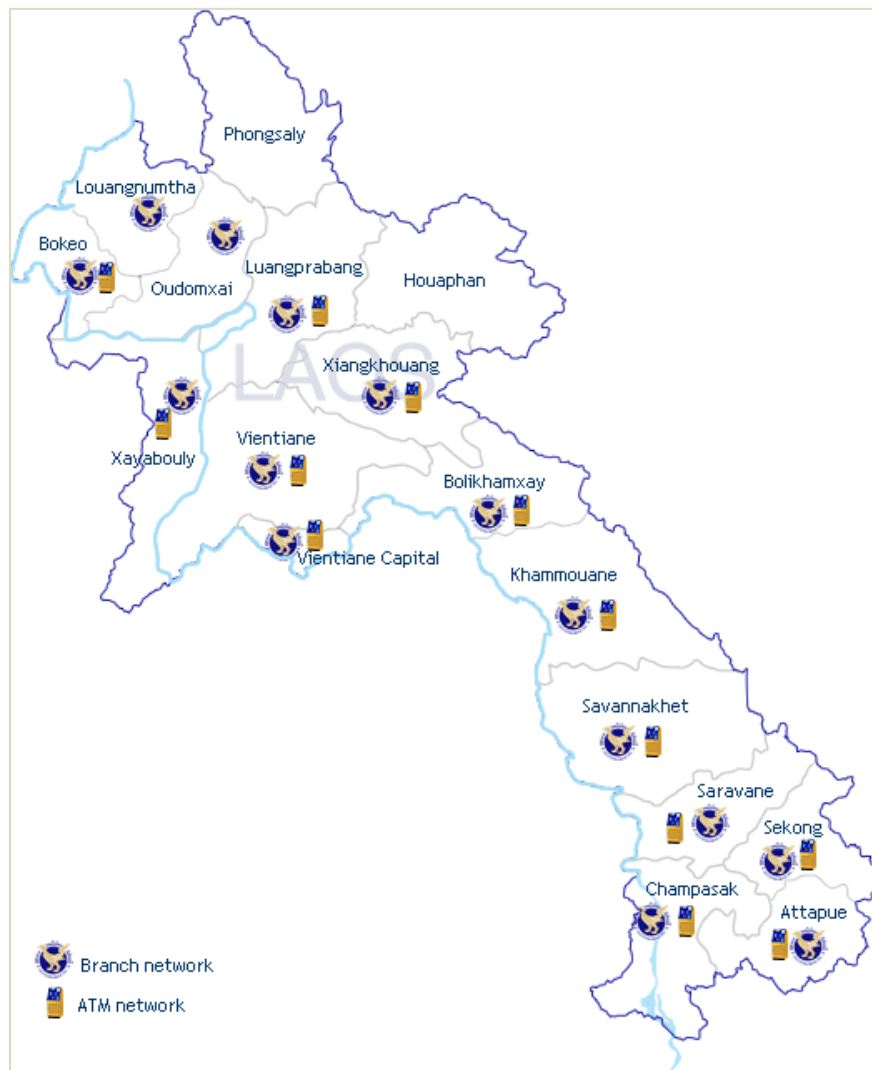 Phongsaly
Louangnumtha
Bokeo
Luangprabang
Houaphan
Oudomxai
LAOS
Xiangkhouang
Vientiane
Xayabouly
Bolikhamxay
Vientiane Capital
Khammouane
Savannakhet
Saravane
Sekong
Champasak
Attapue
Branch network
ATM network